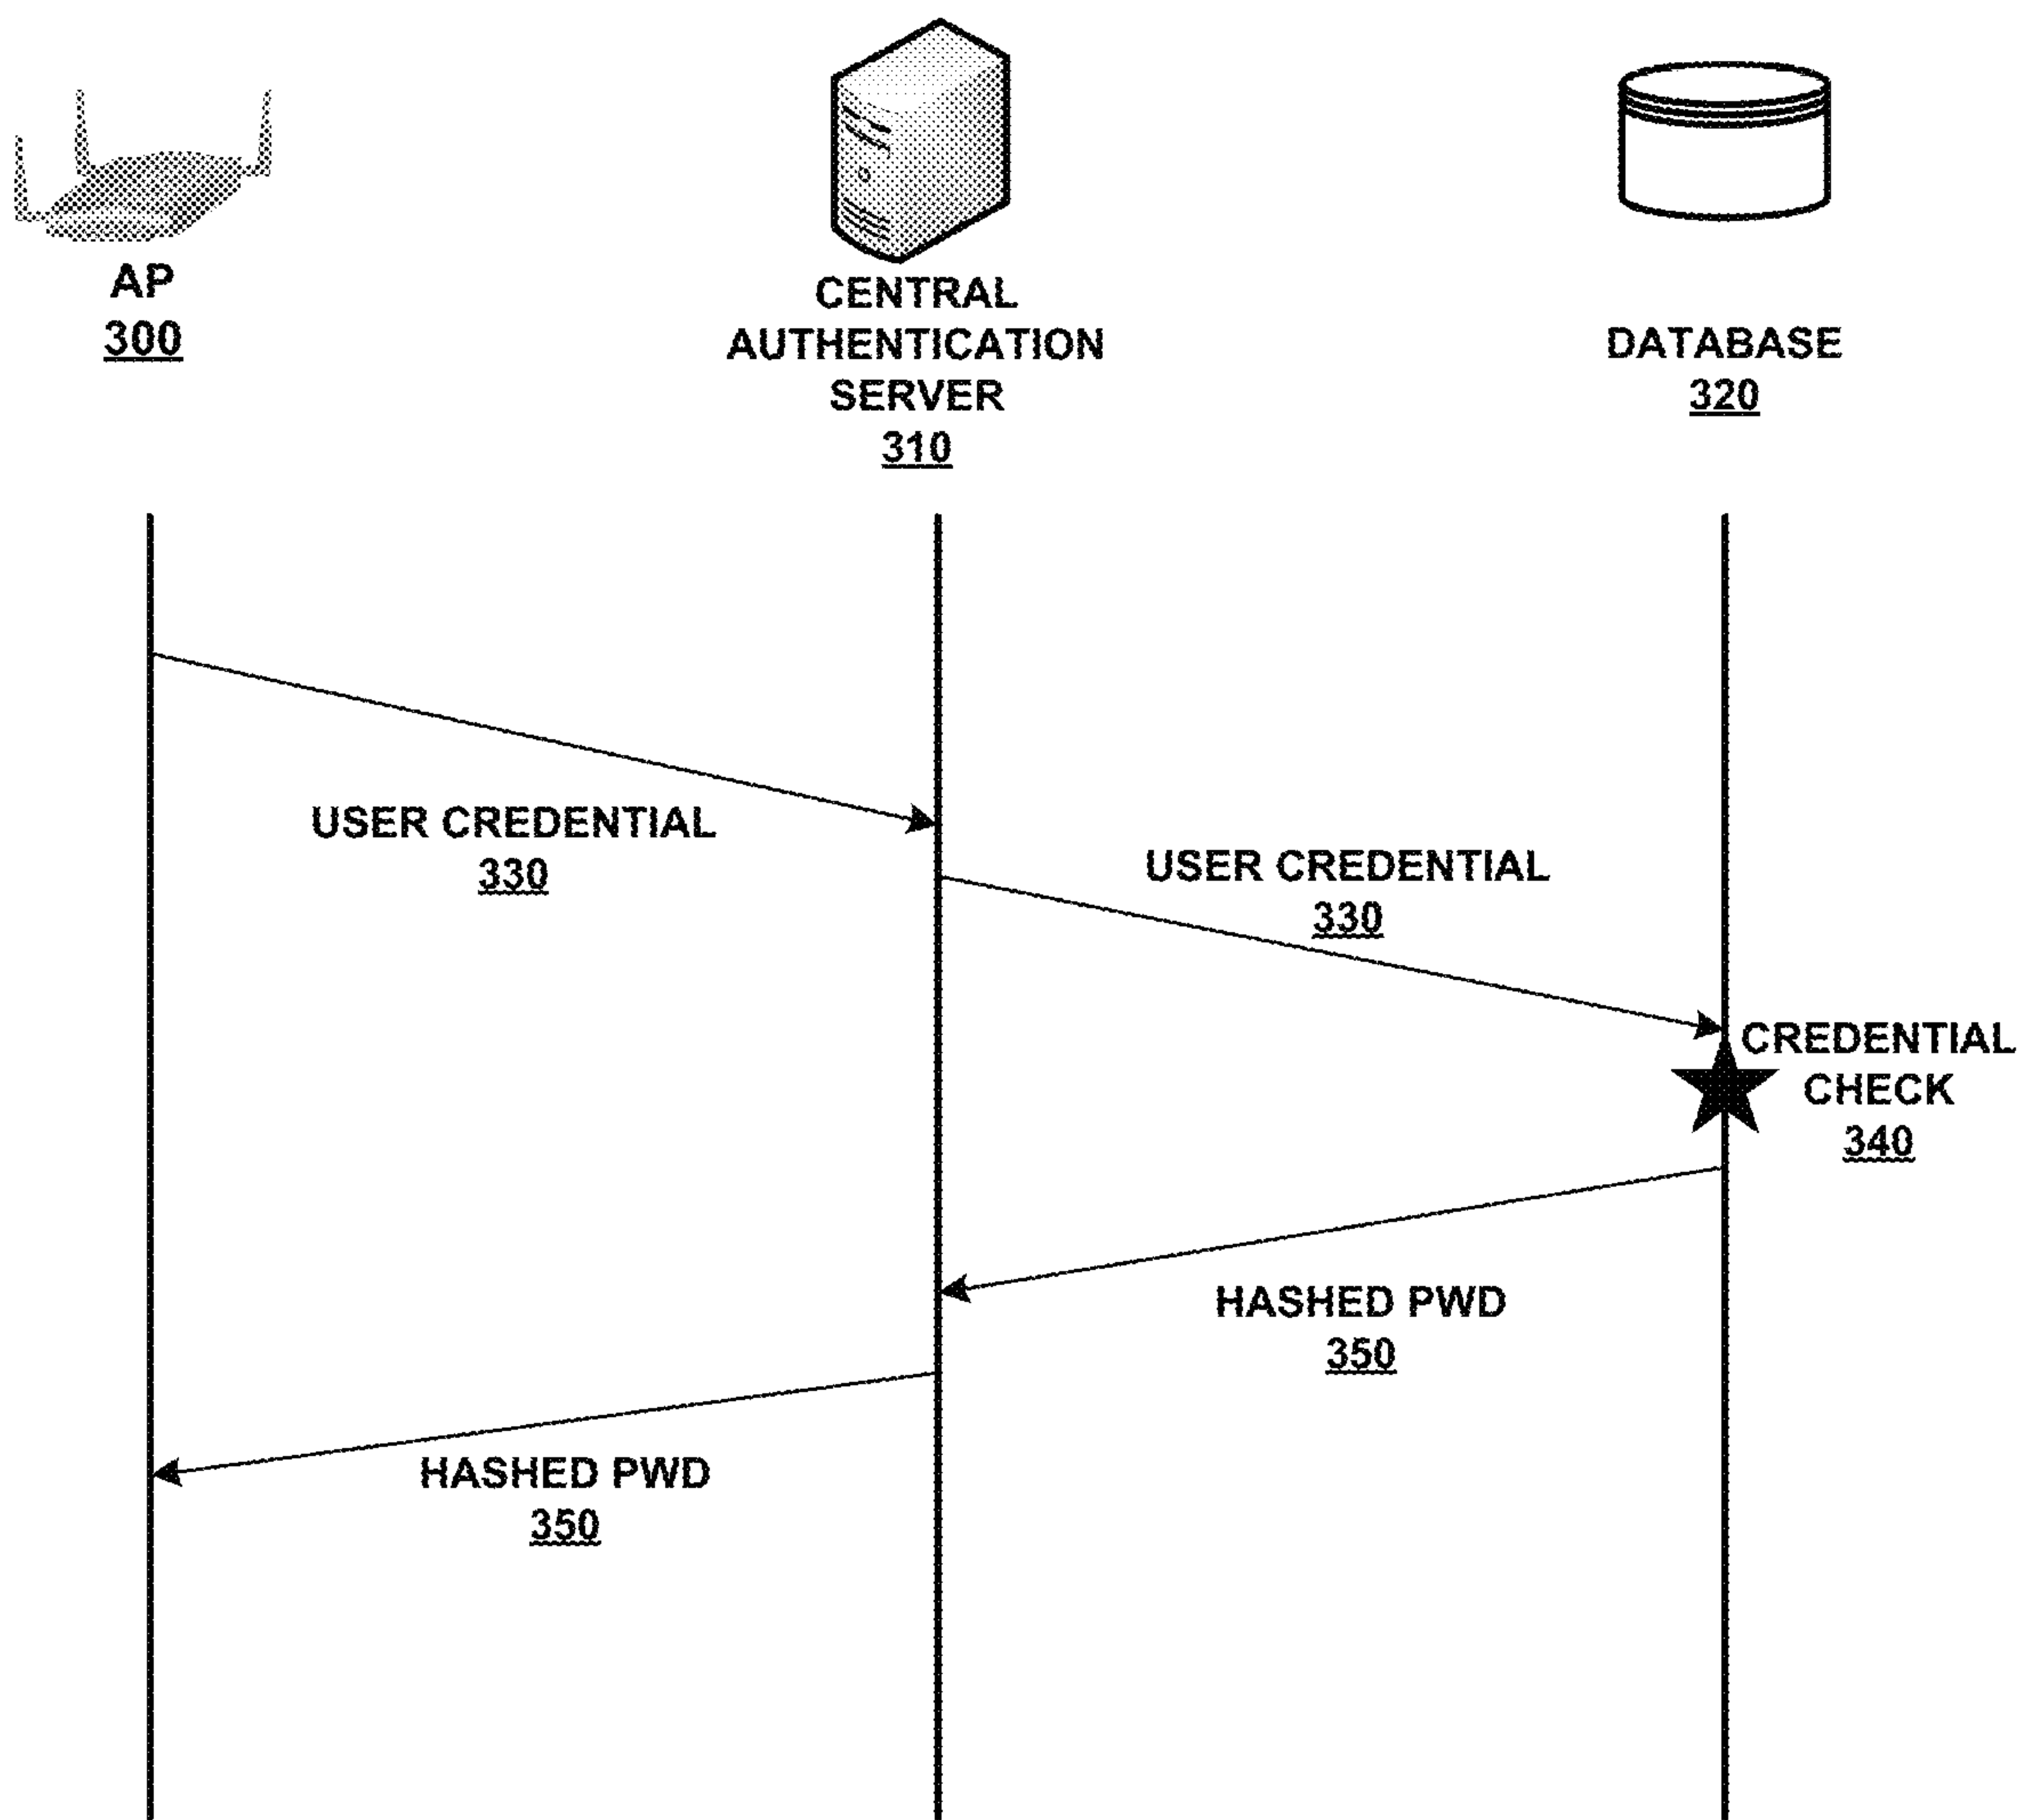 AP
300
CENTRAL
AUTHENTICATION
SERVER
310
DATABASE
320
USER CREDENTIAL
330
USER CREDENTIAL
330
CREDENTIAL
CHECK
340
HASHED PWD
350
HASHED PWD
350